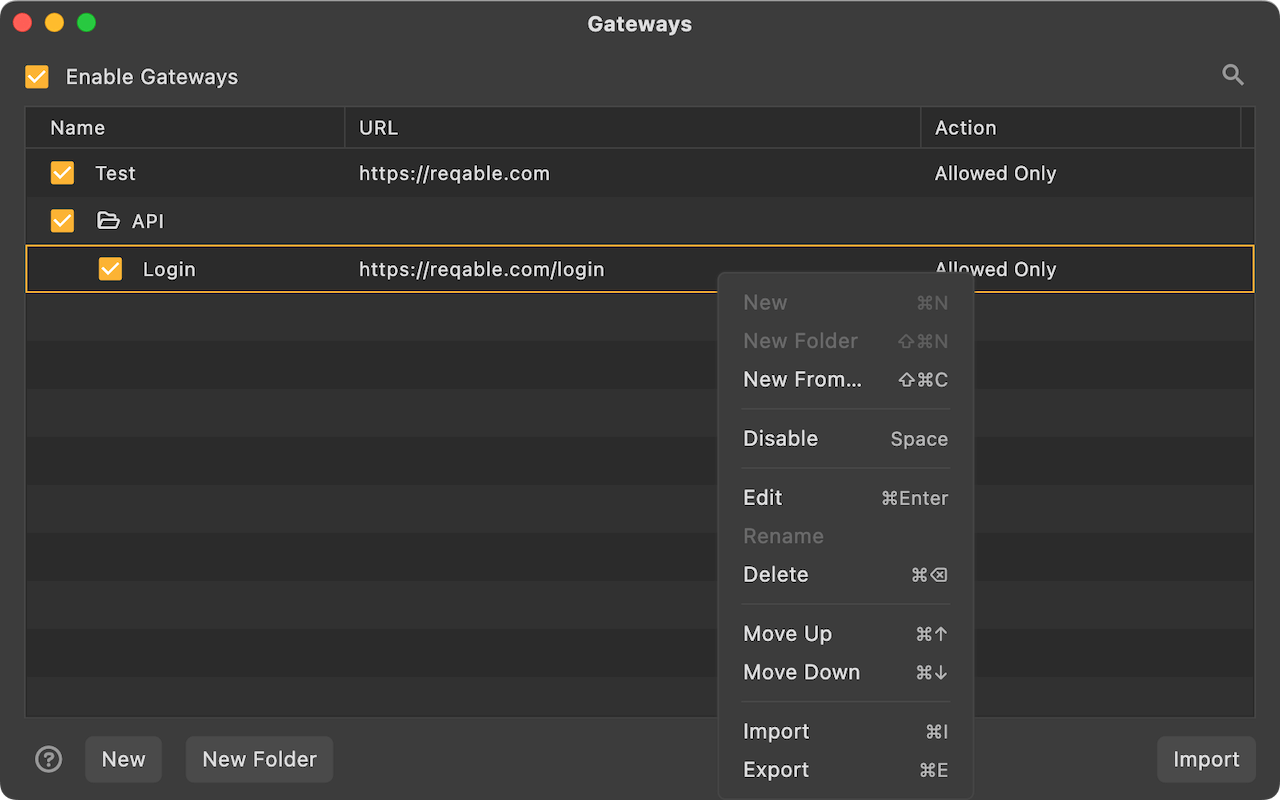 Gateways
Enable Gateways
Name URL Action
Test https://reqable.com Allowed Only
API
Login https://reqable.com/login Allowed Only
New ⌘N
New Folder ⇧⌘N
New From... ⇧⌘C
Disable Space
Edit ⌘Enter
Rename
Delete ⌘⌫
Move Up ⌘↑
Move Down ⌘↓
Import ⌘I
Export ⌘E
? New New Folder Import